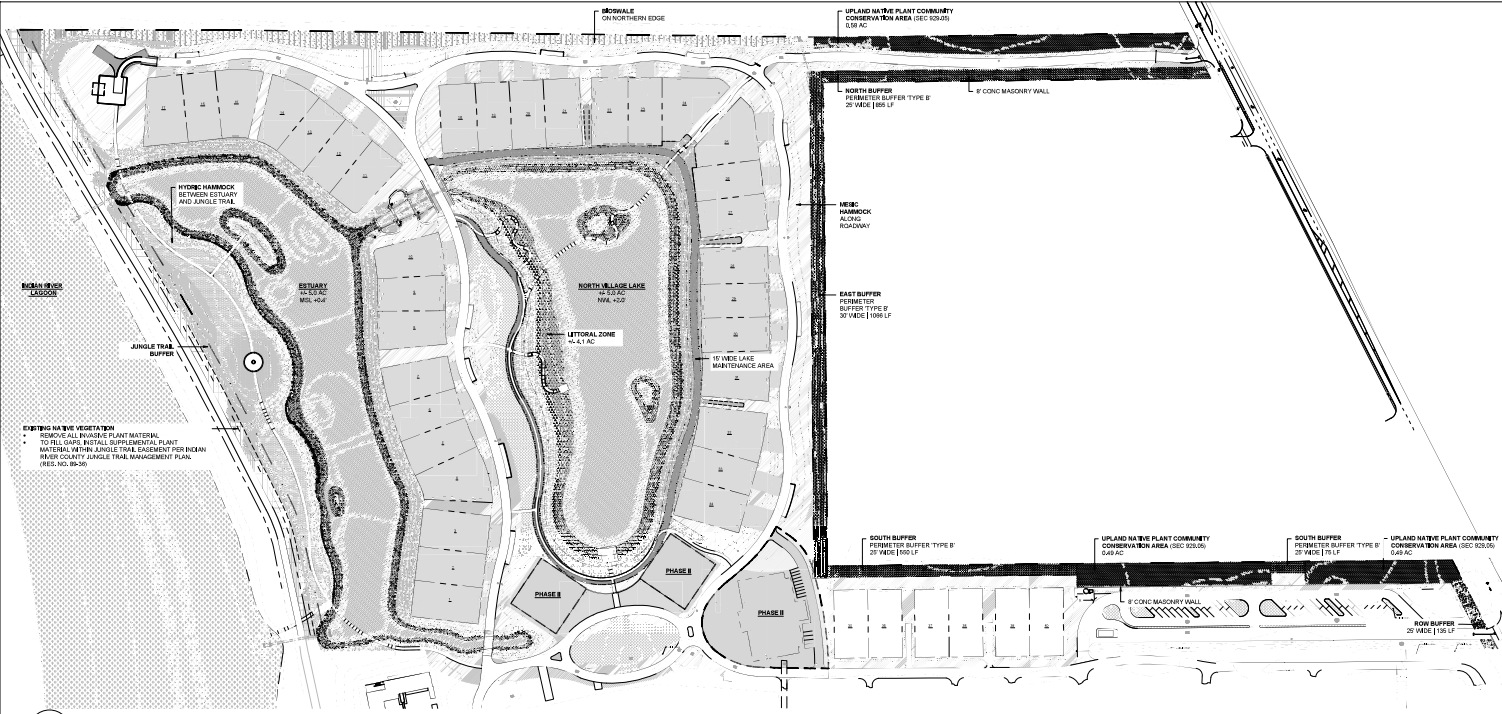 BIOSWALE
ON NORTHERN EDGE
UPLAND NATIVE PLANT COMMUNITY
CONSERVATION AREA (SEC 929.05)
0.59 AC
NORTH BUFFER
PERIMETER BUFFER 'TYPE B'
25' WIDE | 855 LF
8' CONC MASONRY WALL
HYDRIC HAMMOCK
BETWEEN ESTUARY
AND JUNGLE TRAIL
MESIC
HAMMOCK
ALONG
ROADWAY
INDIAN RIVER
LAGOON
ESTUARY
+/- 5.0 AC
MSL +0.4'
NORTH VILLAGE LAKE
+/- 5.0 AC
NWL +2.0'
EAST BUFFER
PERIMETER
BUFFER 'TYPE B'
30' WIDE | 1066 LF
LITTORAL ZONE
+/- 4.1 AC
JUNGLE TRAIL
BUFFER
15' WIDE LAKE
MAINTENANCE AREA
EXISTING NATIVE VEGETATION
• REMOVE ALL INVASIVE PLANT MATERIAL
• TO FILL GAPS, INSTALL SUPPLEMENTAL PLANT
MATERIAL WITHIN JUNGLE TRAIL EASEMENT PER INDIAN
RIVER COUNTY JUNGLE TRAIL MANAGEMENT PLAN.
(RES. NO. 89-36)
SOUTH BUFFER
PERIMETER BUFFER 'TYPE B'
25' WIDE | 550 LF
UPLAND NATIVE PLANT COMMUNITY
CONSERVATION AREA (SEC 929.05)
0.49 AC
SOUTH BUFFER
PERIMETER BUFFER 'TYPE B'
25' WIDE | 75 LF
UPLAND NATIVE PLANT COMMUNITY
CONSERVATION AREA (SEC 929.05)
0.49 AC
PHASE II
PHASE II
PHASE II
8' CONC MASONRY WALL
ROW BUFFER
25' WIDE | 135 LF